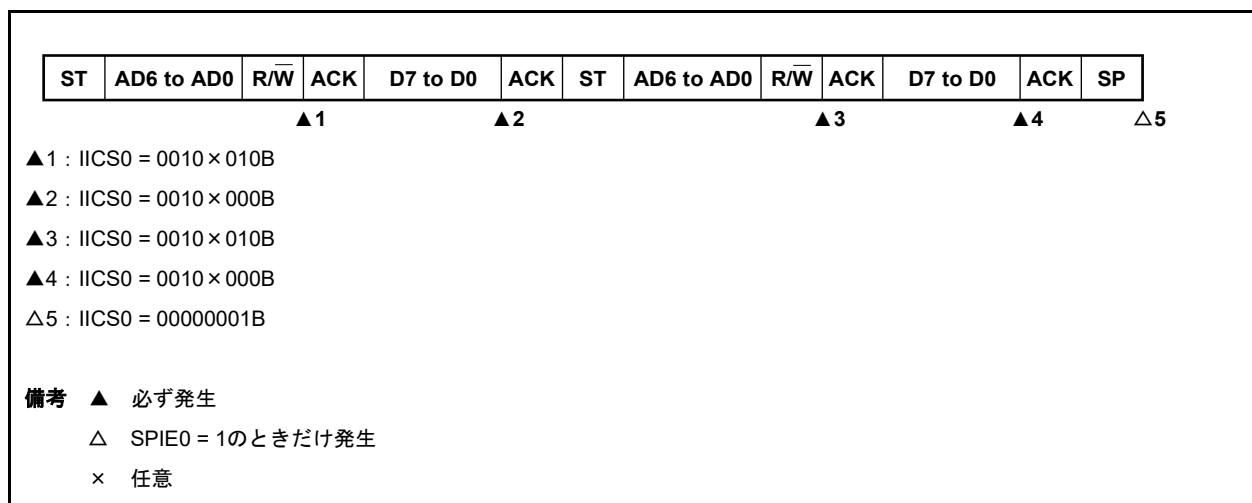 ST AD6 to AD0 R/W̅ ACK D7 to D0 ACK ST AD6 to AD0 R/W̅ ACK D7 to D0 ACK SP
▲1 ▲2 ▲3 ▲4 △5
▲1：IICS0 = 0010×010B
▲2：IICS0 = 0010×000B
▲3：IICS0 = 0010×010B
▲4：IICS0 = 0010×000B
△5：IICS0 = 00000001B
備考 ▲ 必ず発生
△ SPIE0 = 1のときだけ発生
× 任意